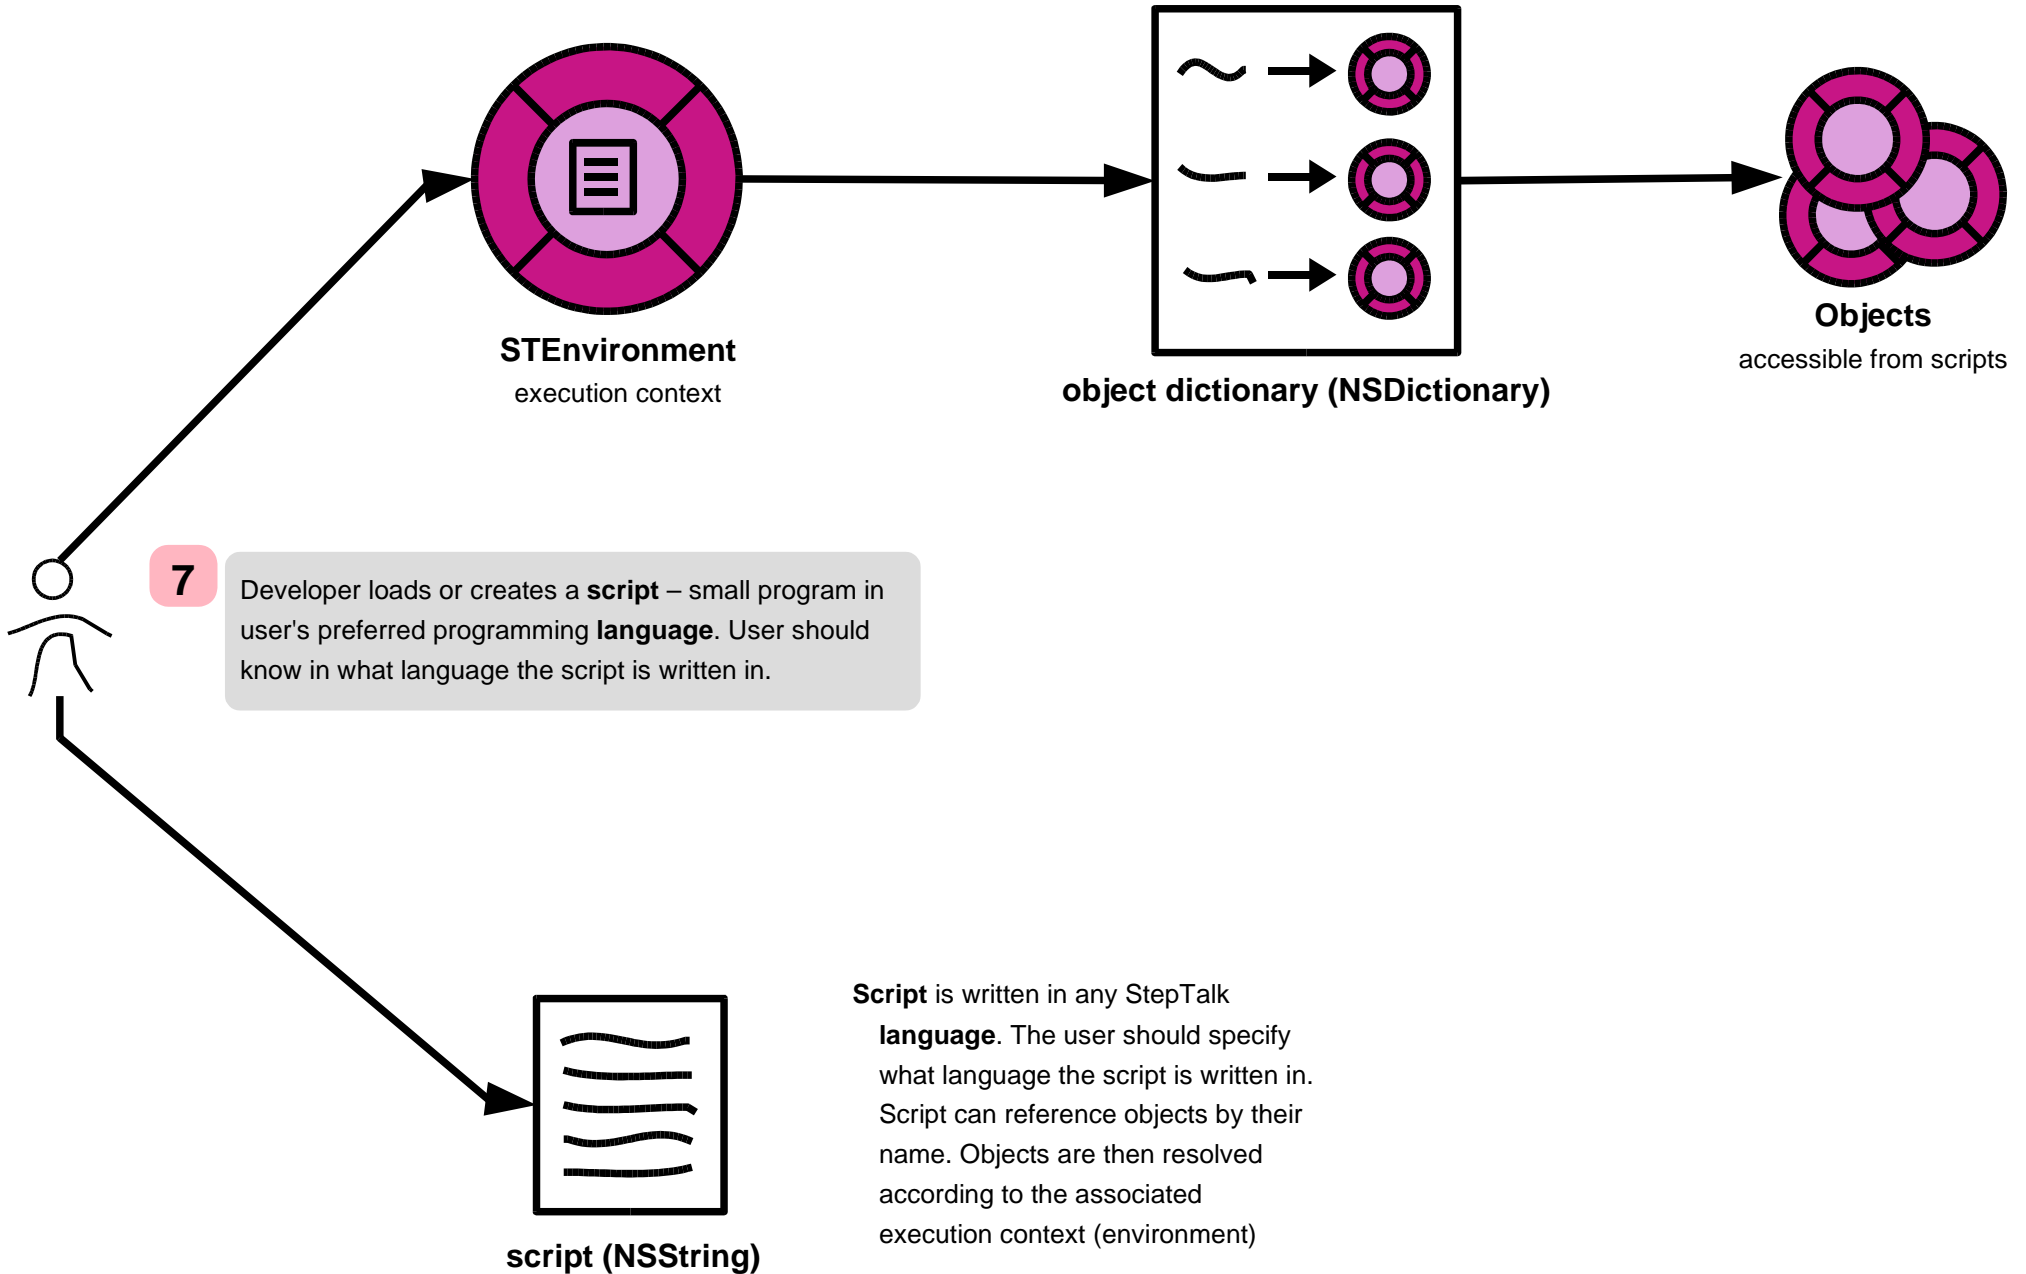 STEnvironment
execution context
object dictionary (NSDictionary)
Objects
accessible from scripts
7
Developer loads or creates a script – small program in
user's preferred programming language. User should
know in what language the script is written in.
script (NSString)
Script is written in any StepTalk
language. The user should specify
what language the script is written in.
Script can reference objects by their
name. Objects are then resolved
according to the associated
execution context (environment)